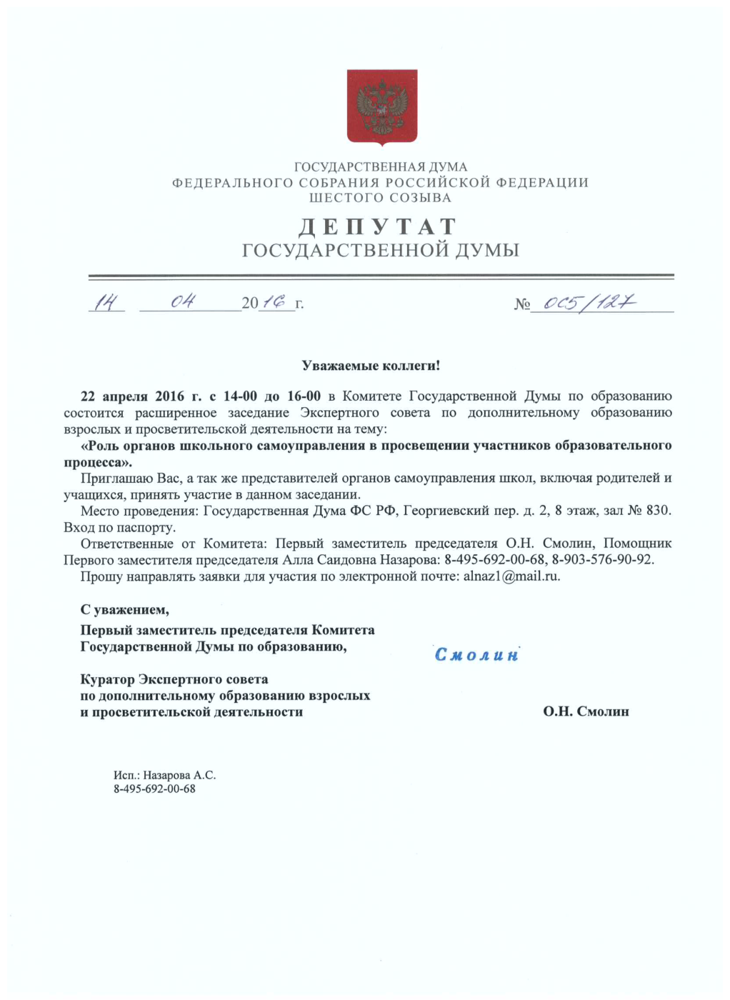 ГОСУДАРСТВЕННАЯ ДУМА
ФЕДЕРАЛЬНОГО СОБРАНИЯ РОССИЙСКОЙ ФЕДЕРАЦИИ
ШЕСТОГО СОЗЫВА
ДЕПУТАТ
ГОСУДАРСТВЕННОЙ ДУМЫ
14 04 2016 г. № ОС5/127
Уважаемые коллеги!
22 апреля 2016 г. с 14-00 до 16-00 в Комитете Государственной Думы по образованию
состоится расширенное заседание Экспертного совета по дополнительному образованию
взрослых и просветительской деятельности на тему:
«Роль органов школьного самоуправления в просвещении участников образовательного
процесса».
Приглашаю Вас, а так же представителей органов самоуправления школ, включая родителей и
учащихся, принять участие в данном заседании.
Место проведения: Государственная Дума ФС РФ, Георгиевский пер. д. 2, 8 этаж, зал № 830.
Вход по паспорту.
Ответственные от Комитета: Первый заместитель председателя О.Н. Смолин, Помощник
Первого заместителя председателя Алла Саидовна Назарова: 8-495-692-00-68, 8-903-576-90-92.
Прошу направлять заявки для участия по электронной почте: alnaz1@mail.ru.
С уважением,
Первый заместитель председателя Комитета
Государственной Думы по образованию,
Смолин
Куратор Экспертного совета
по дополнительному образованию взрослых
и просветительской деятельности О.Н. Смолин
Исп.: Назарова А.С.
8-495-692-00-68